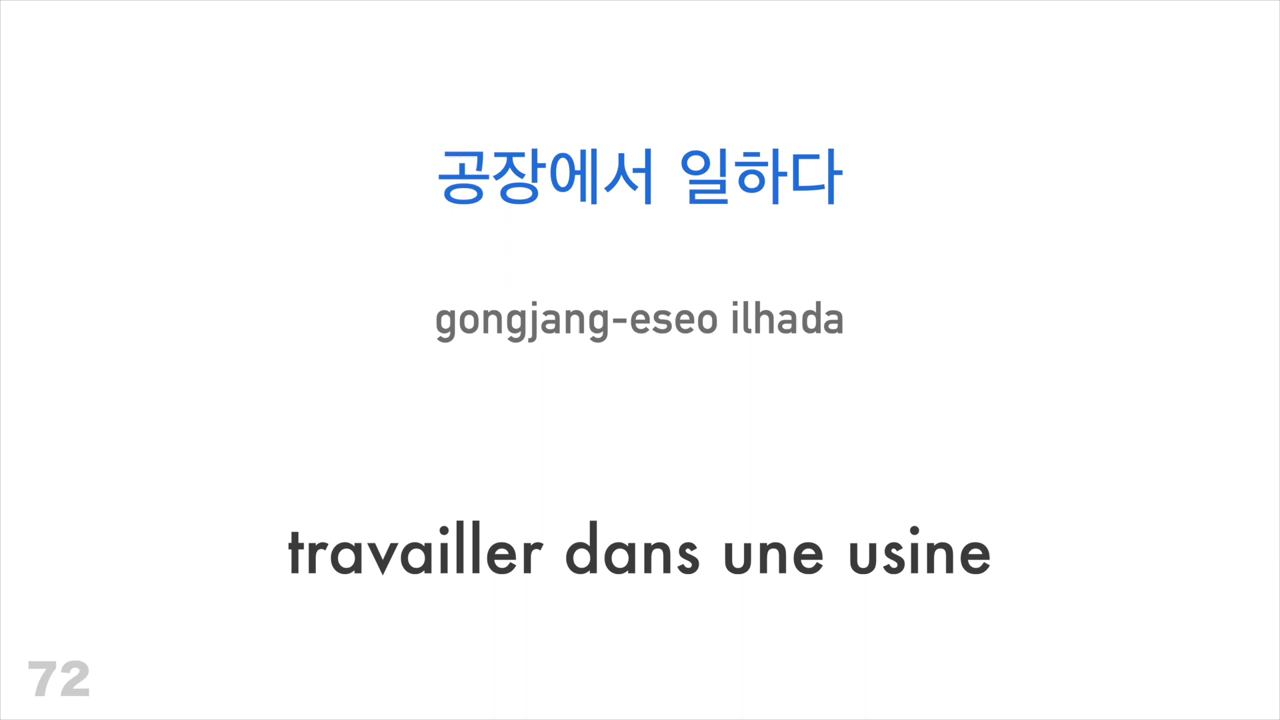 공장에서 일하다
gongjang-eseo ilhada
travailler dans une usine
72